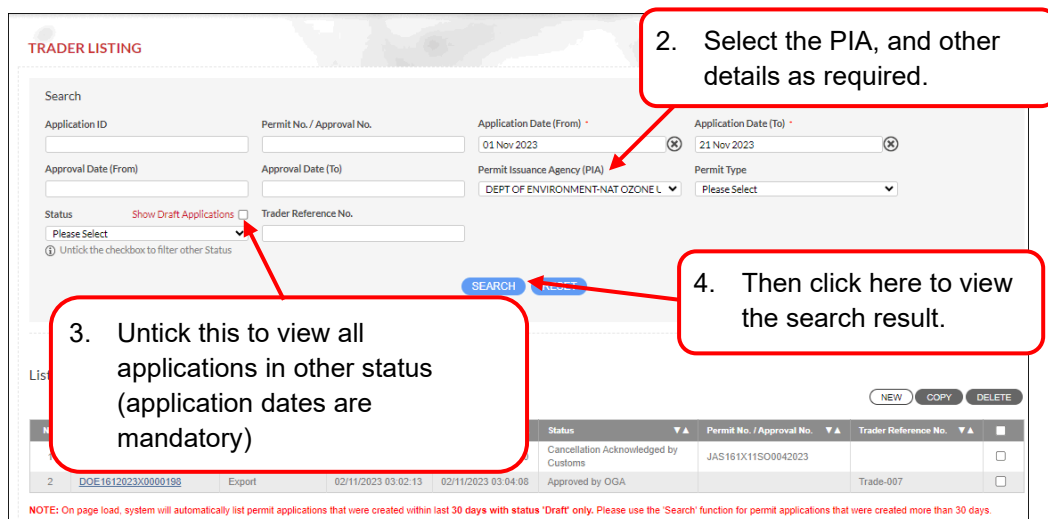 TRADER LISTING
2. Select the PIA, and other
details as required.
Search
Application ID Permit No. / Approval No. Application Date (From) * Application Date (To) *
01 Nov 2023 21 Nov 2023
Approval Date (From) Approval Date (To) Permit Issuance Agency (PIA) Permit Type
DEPT OF ENVIRONMENT-NAT OZONE U Please Select
Status Show Draft Applications Trader Reference No.
Please Select
Untick the checkbox to filter other Status
SEARCH
4. Then click here to view
the search result.
3. Untick this to view all
applications in other status
(application dates are
mandatory)
List
NEW COPY DELETE
Status ▼▲ Permit No. / Approval No. ▼▲ Trader Reference No. ▼▲
Cancellation Acknowledged by
Customs JAS161X11SO0042023
2 DOE1612023X0000198 Export 02/11/2023 03:02:13 02/11/2023 03:04:08 Approved by OGA Trade-007
NOTE: On page load, system will automatically list permit applications that were created within last 30 days with status 'Draft' only. Please use the 'Search' function for permit applications that were created more than 30 days.